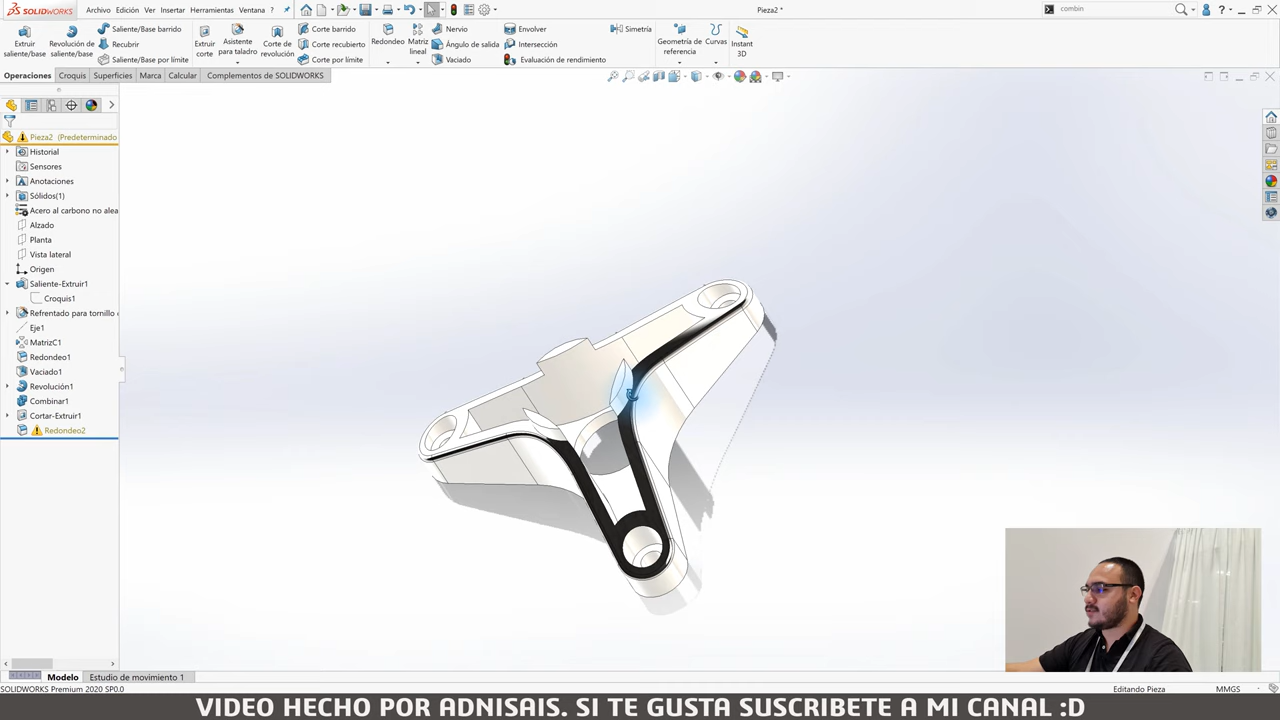 SOLIDWORKS
Archivo Edición Ver Insertar Herramientas Ventana ?
Pieza2 *
combin
Extruir saliente/base
Revolución de saliente/base
Saliente/Base barrido
Recubrir
Saliente/Base por límite
Extruir corte
Asistente para taladro
Corte de revolución
Corte barrido
Corte recubierto
Corte por límite
Redondeo
Matriz lineal
Nervio
Ángulo de salida
Vaciado
Envolver
Intersección
Evaluación de rendimiento
Simetría
Geometría de referencia
Curvas
Instant 3D
Operaciones Croquis Superficies Marca Calcular Complementos de SOLIDWORKS
Pieza2 (Predeterminado
Historial
Sensores
Anotaciones
Sólidos(1)
Acero al carbono no alea
Alzado
Planta
Vista lateral
Origen
Saliente-Extruir1
Croquis1
Refrentado para tornillo
Eje1
MatrizC1
Redondeo1
Vaciado1
Revolución1
Combinar1
Cortar-Extruir1
Redondeo2
Modelo Estudio de movimiento 1
SOLIDWORKS Premium 2020 SP0.0
Editando Pieza
MMGS
VIDEO HECHO POR ADNISAIS. SI TE GUSTA SUSCRIBETE A MI CANAL :D